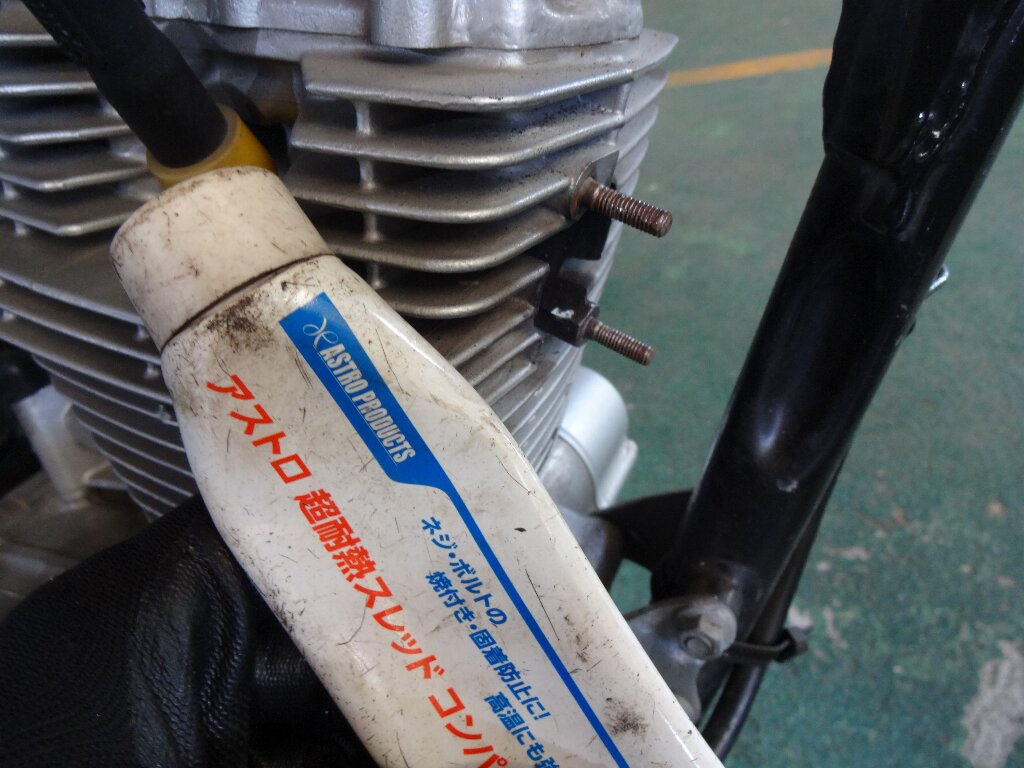 ASTRO PRODUCTS
アストロ 超耐熱スレッド コンパ
ネジ・ボルトの
焼付き・固着防止に!
高温にも強